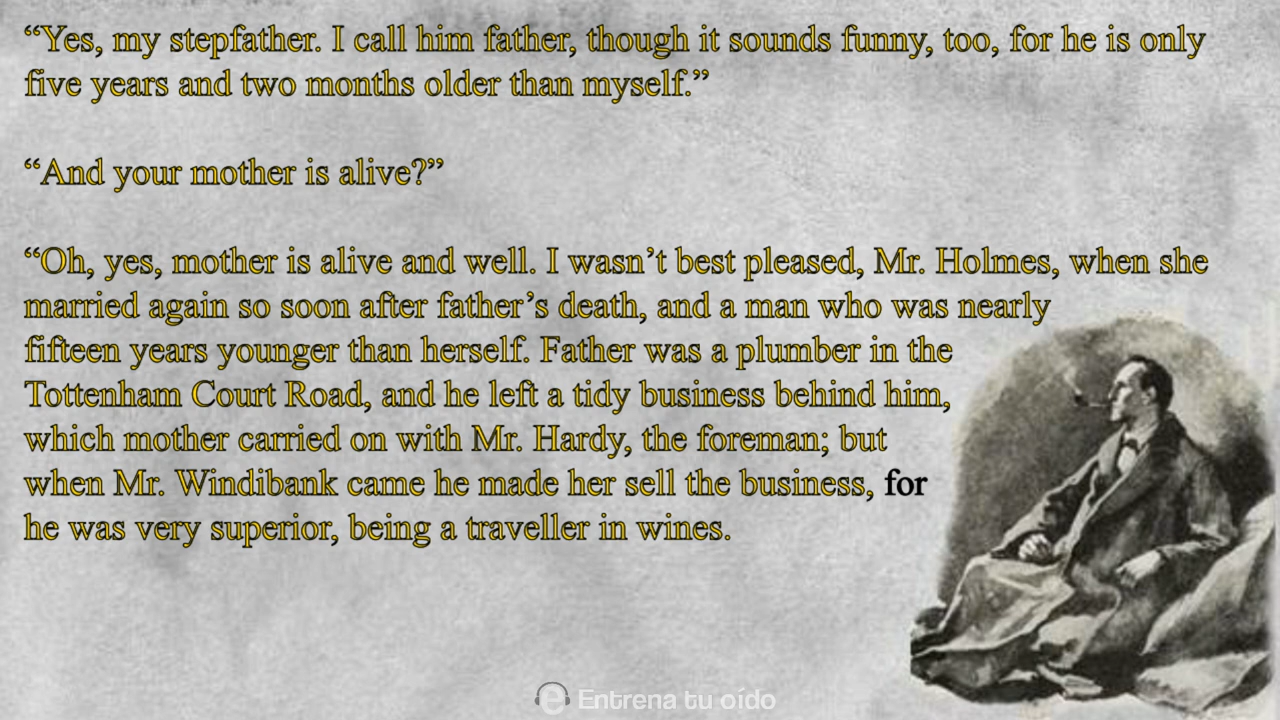 “Yes, my stepfather. I call him father, though it sounds funny, too, for he is only
five years and two months older than myself.”
“And your mother is alive?”
“Oh, yes, mother is alive and well. I wasn’t best pleased, Mr. Holmes, when she
married again so soon after father’s death, and a man who was nearly
fifteen years younger than herself. Father was a plumber in the
Tottenham Court Road, and he left a tidy business behind him,
which mother carried on with Mr. Hardy, the foreman; but
when Mr. Windibank came he made her sell the business, for
he was very superior, being a traveller in wines.
e Entrena tu oído